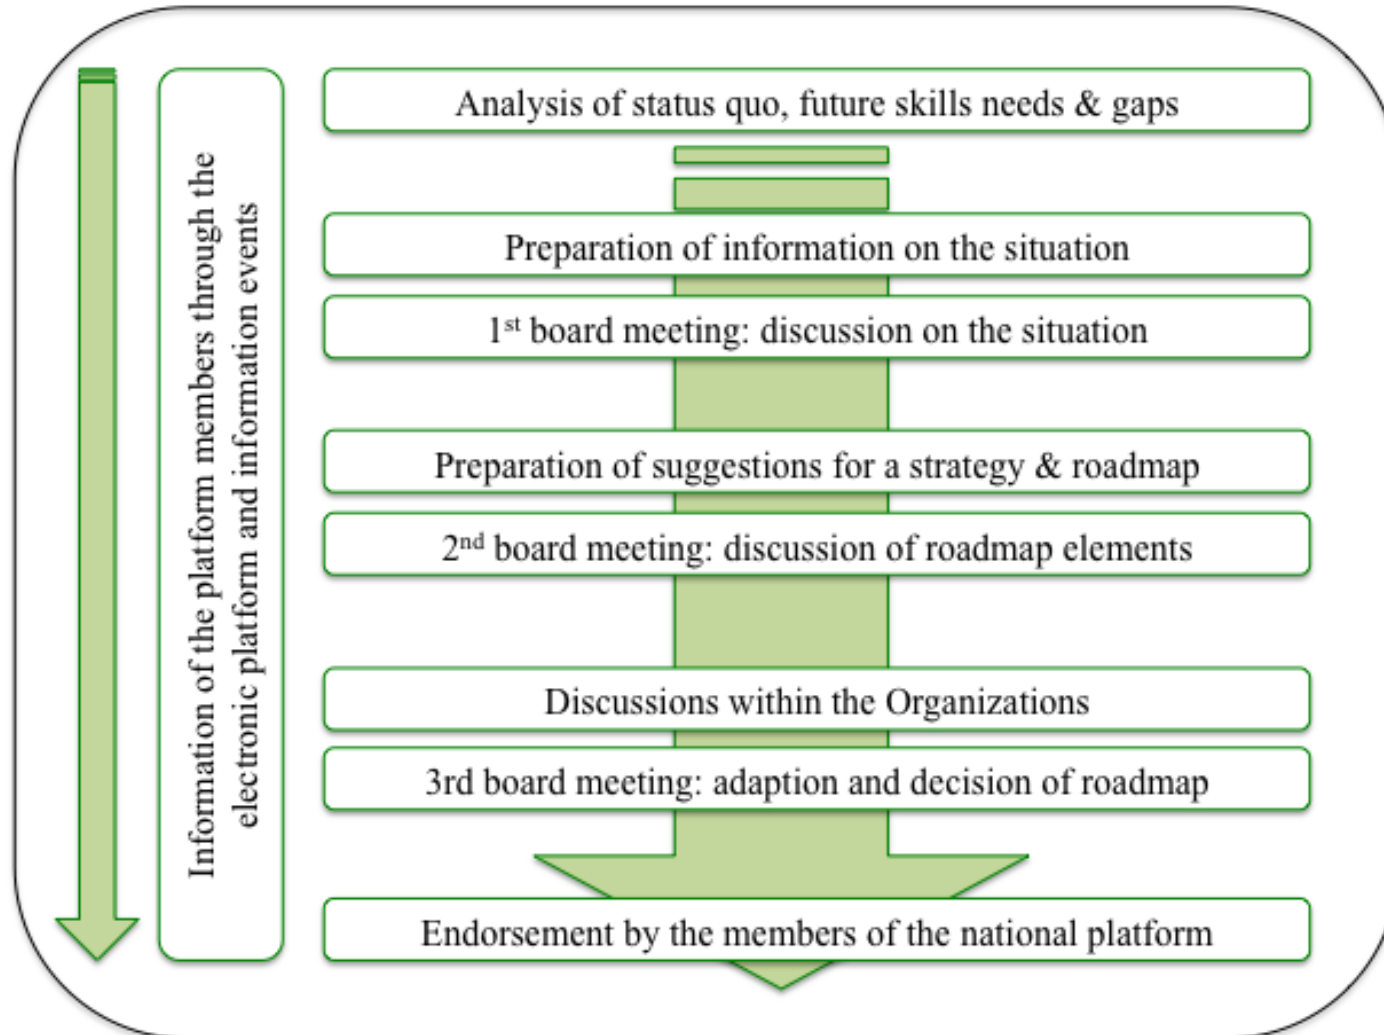 Information of the platform members through the
electronic platform and information events
Analysis of status quo, future skills needs & gaps
Preparation of information on the situation
1st board meeting: discussion on the situation
Preparation of suggestions for a strategy & roadmap
2nd board meeting: discussion of roadmap elements
Discussions within the Organizations
3rd board meeting: adaption and decision of roadmap
Endorsement by the members of the national platform